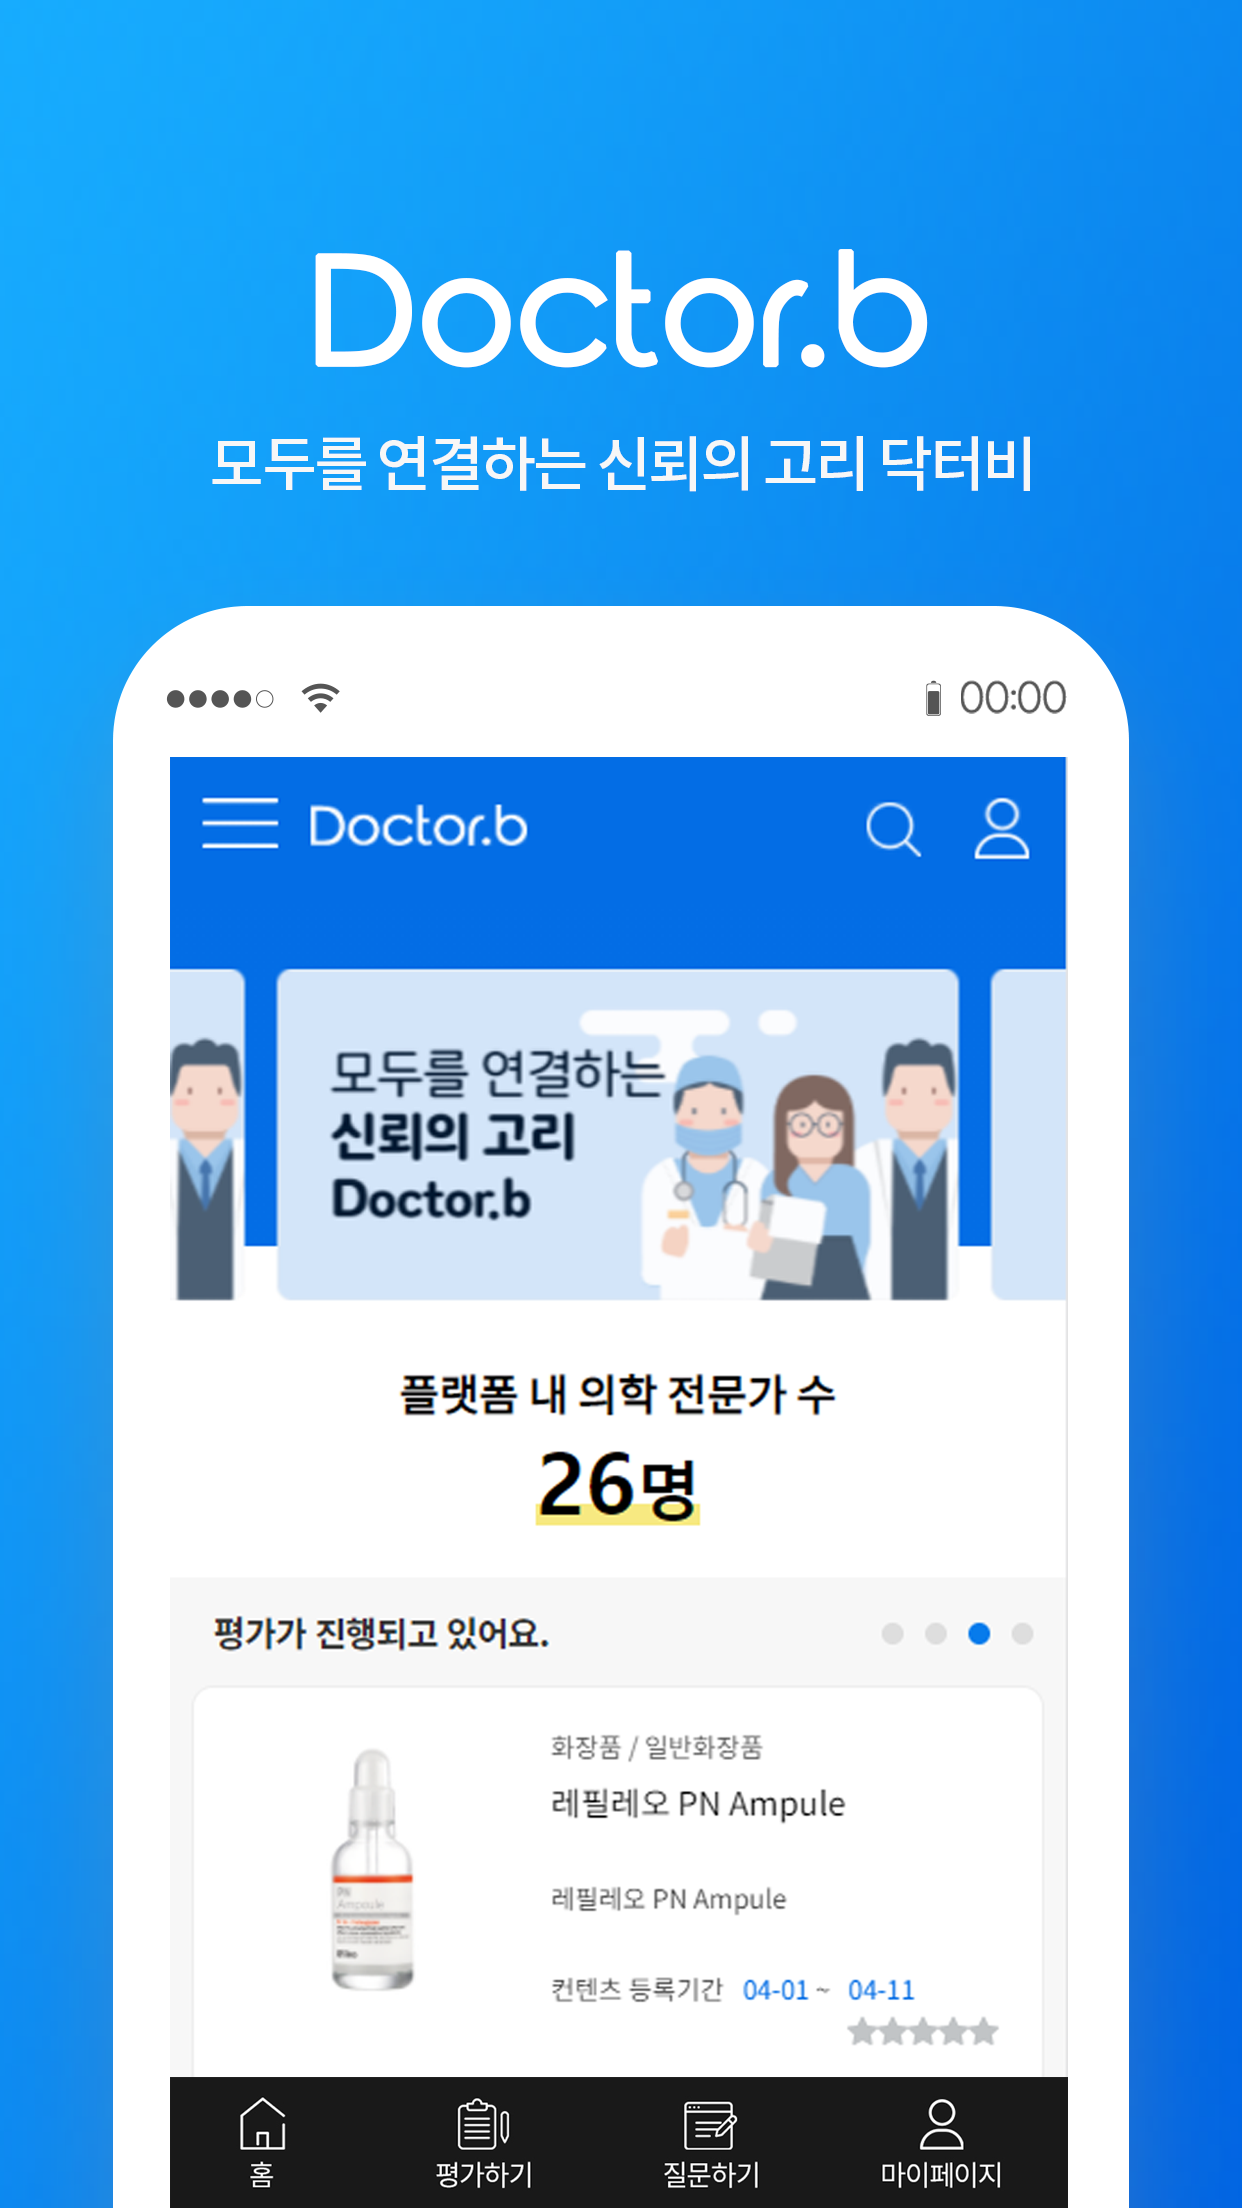 Doctor.b
모두를 연결하는 신뢰의 고리 닥터비
00:00
Doctor.b
모두를 연결하는
신뢰의 고리
Doctor.b
플랫폼 내 의학 전문가 수
26명
평가가 진행되고 있어요.
화장품 / 일반화장품
레필레오 PN Ampule
레필레오 PN Ampule
컨텐츠 등록기간 04-01 ~ 04-11
PN
Ampoule
홈
평가하기
질문하기
마이페이지